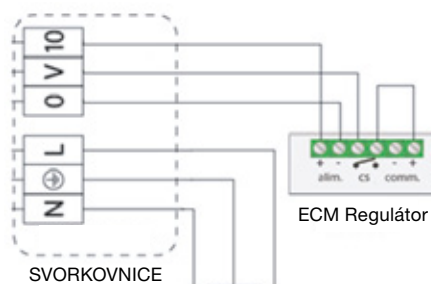 10
V
0
L
N
SVORKOVNICE
+ - - +
alim. cs comm.
ECM Regulátor